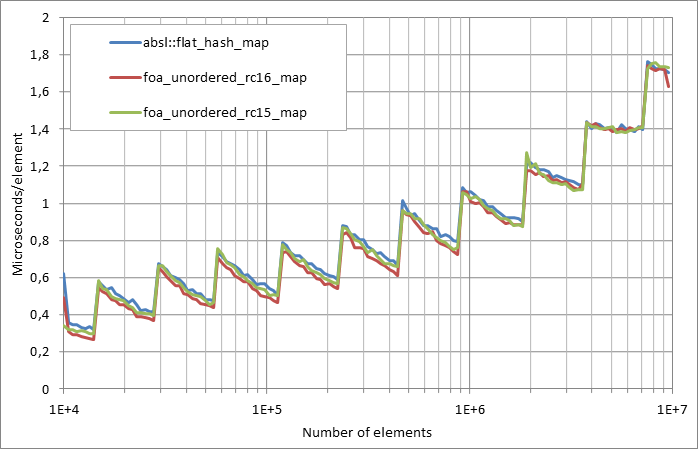 2
1,8
1,6
1,4
1,2
1
0,8
0,6
0,4
0,2
0
Microseconds/element
absl::flat_hash_map
foa_unordered_rc16_map
foa_unordered_rc15_map
1E+4
1E+5
1E+6
1E+7
Number of elements